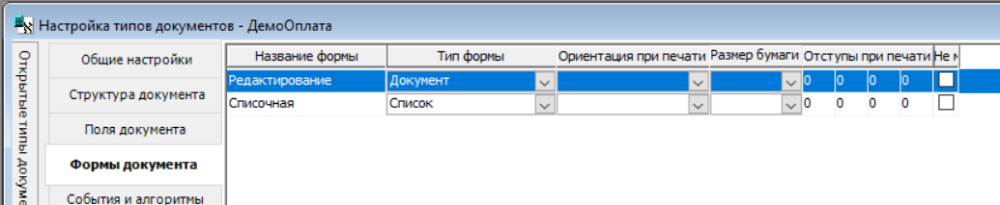 Настройка типов документов - ДемоОплата
Открытые типы докуме
Общие настройки
Структура документа
Поля документа
Формы документа
События и алгоритмы
Название формы Тип формы Ориентация при печати Размер бумаги Отступы при печати Не м
Редактирование Документ 0 0 0 0
Списочная Список 0 0 0 0